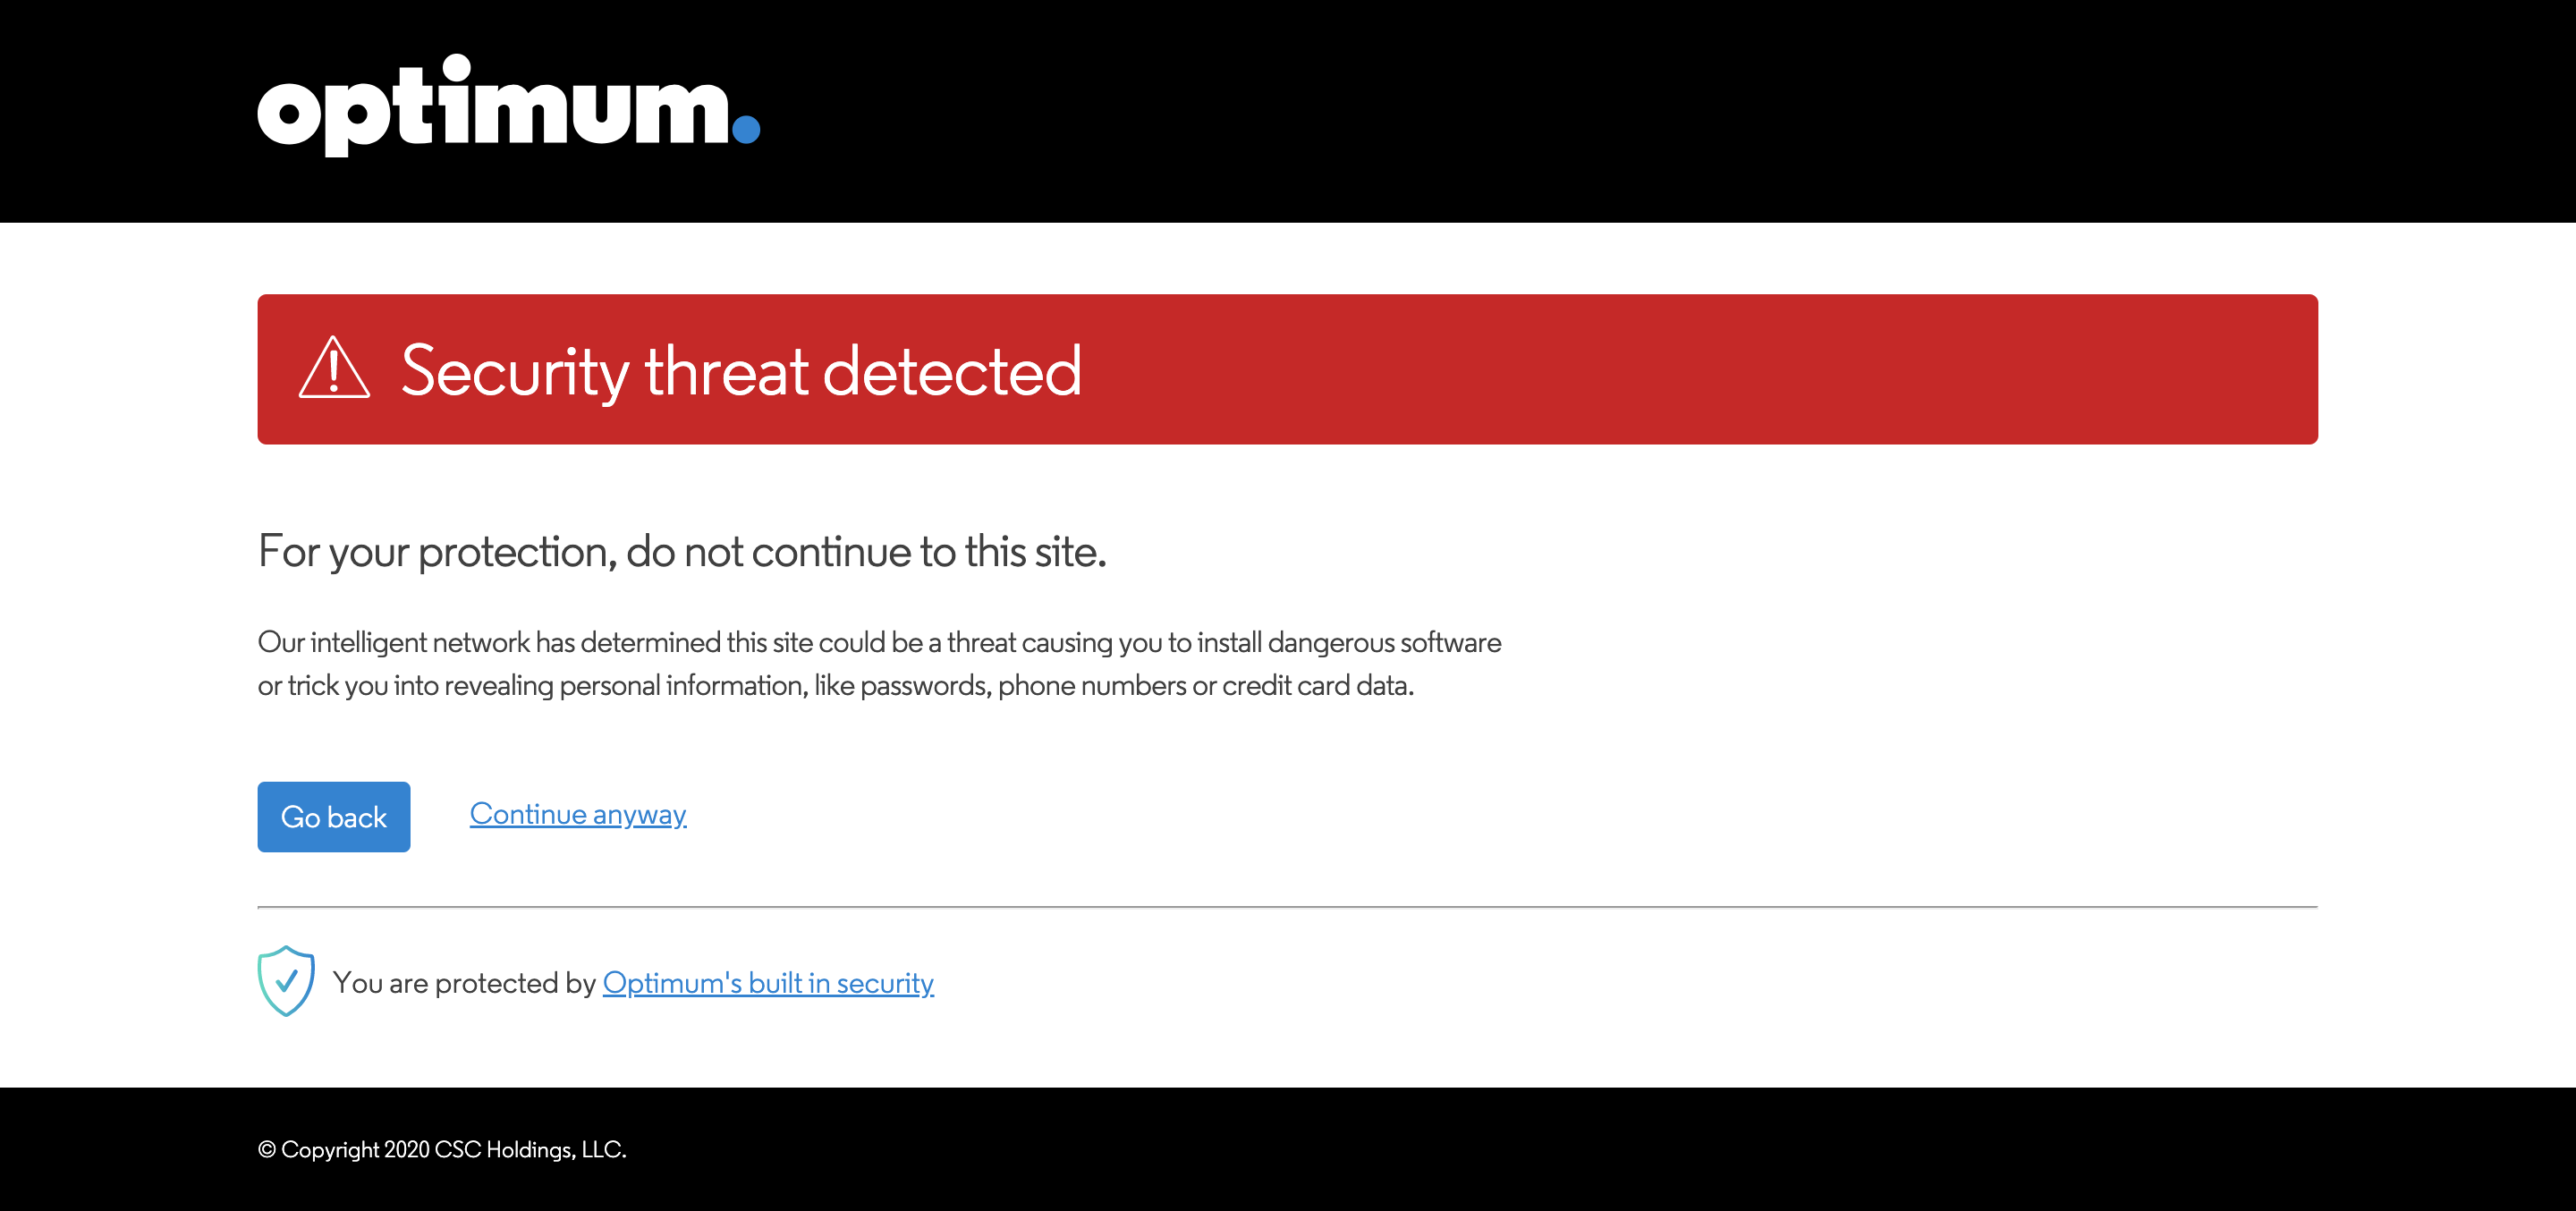 optimum.
Security threat detected
For your protection, do not continue to this site.
Our intelligent network has determined this site could be a threat causing you to install dangerous software
or trick you into revealing personal information, like passwords, phone numbers or credit card data.
Go back
Continue anyway
You are protected by Optimum's built in security
© Copyright 2020 CSC Holdings, LLC.